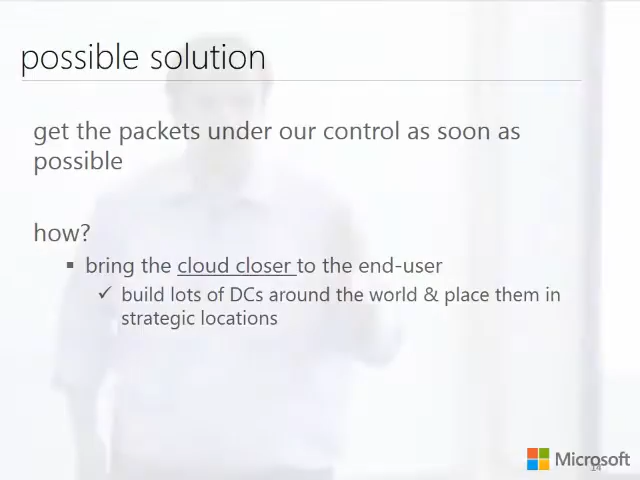 possible solution
get the packets under our control as soon as
possible
how?
▪ bring the cloud closer to the end-user
✓ build lots of DCs around the world & place them in
strategic locations
Microsoft
14